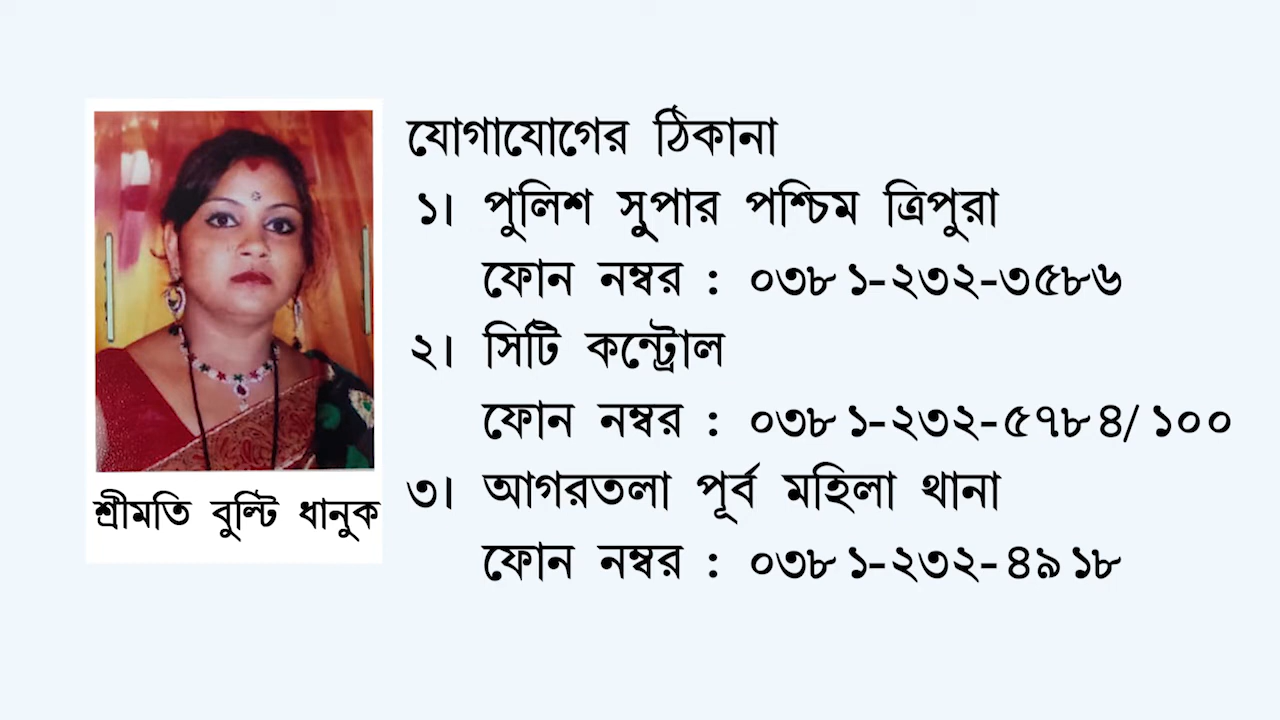 যোগাযোগের ঠিকানা
১। পুলিশ সুপার পশ্চিম ত্রিপুরা
ফোন নম্বর : ০৩৮১-২৩২-৩৫৮৬
২। সিটি কন্ট্রোল
ফোন নম্বর : ০৩৮১-২৩২-৫৭৮৪/১০০
৩। আগরতলা পূর্ব মহিলা থানা
ফোন নম্বর : ০৩৮১-২৩২-৪৯১৮
শ্রীমতি বুল্টি ধানুক